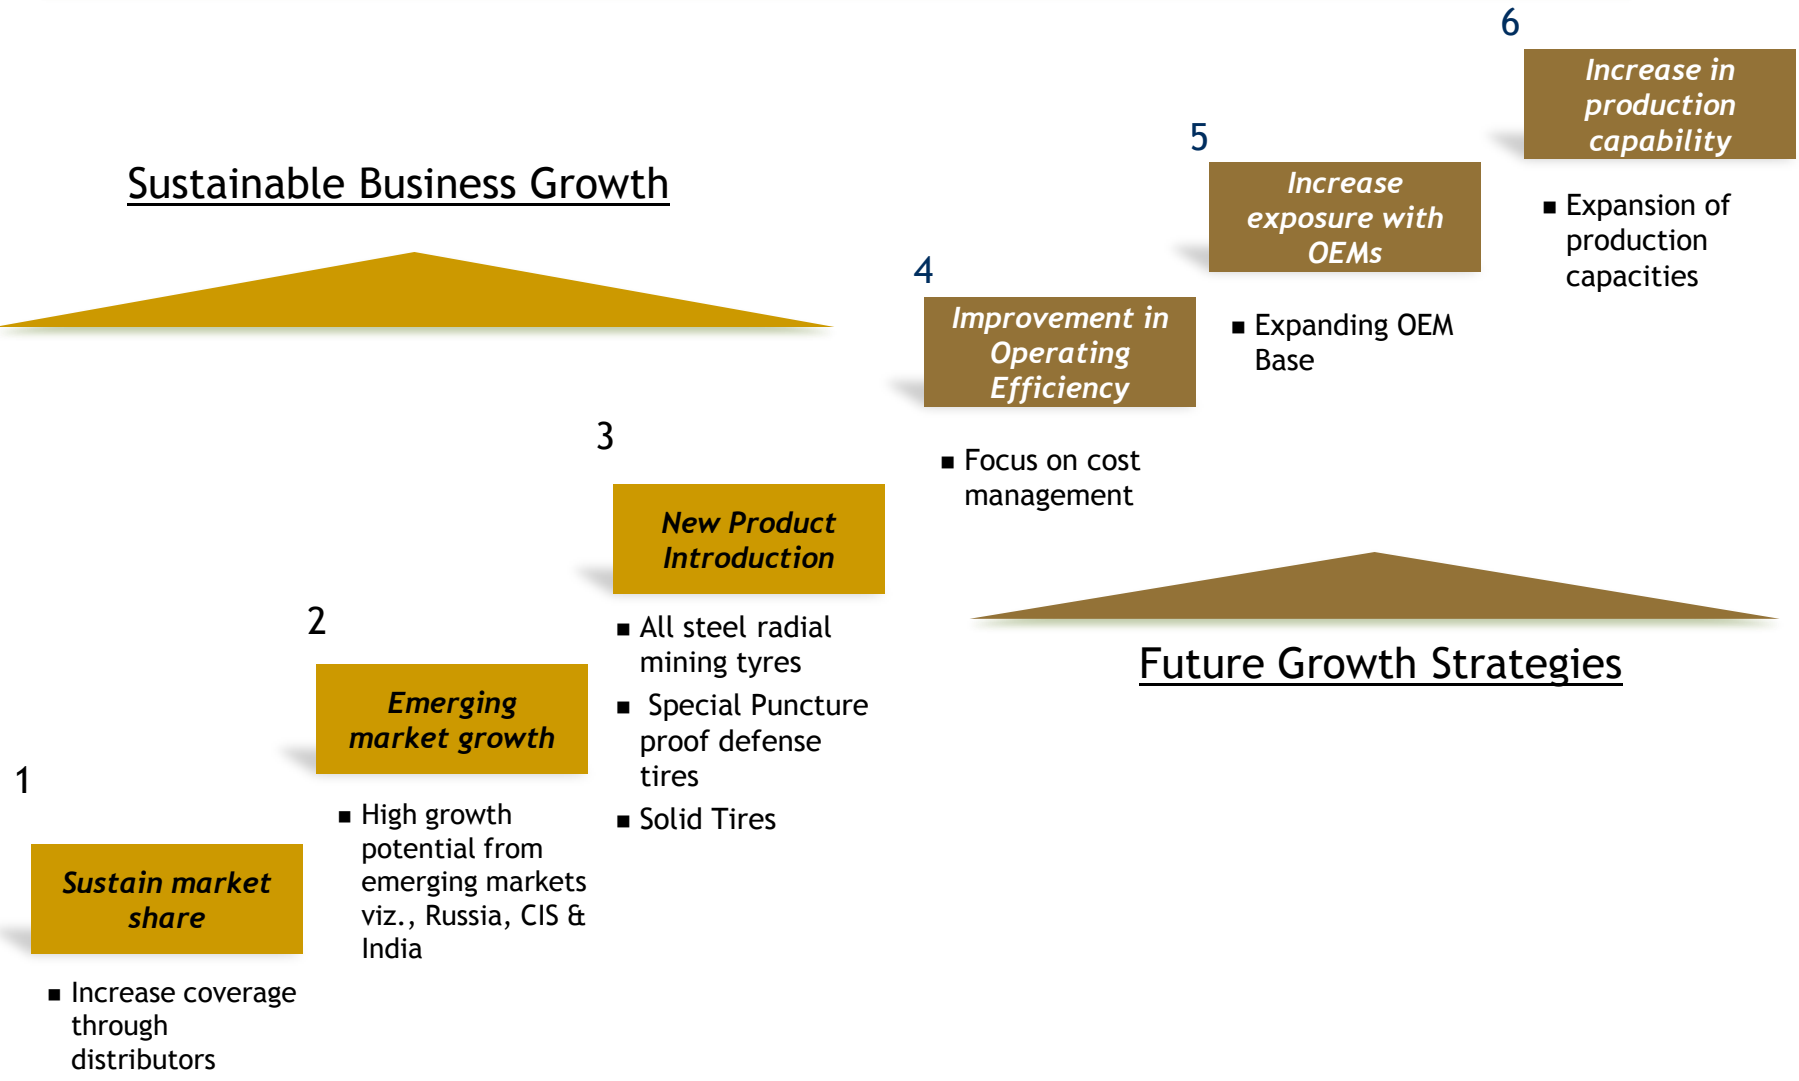 Sustainable Business Growth
1
Sustain market
share
■ Increase coverage
through
distributors
2
Emerging
market growth
■ High growth
potential from
emerging markets
viz., Russia, CIS &
India
3
New Product
Introduction
■ All steel radial
mining tyres
■ Special Puncture
proof defense
tires
■ Solid Tires
4
Improvement in
Operating
Efficiency
■ Focus on cost
management
5
Increase
exposure with
OEMs
■ Expanding OEM
Base
6
Increase in
production
capability
■ Expansion of
production
capacities
Future Growth Strategies